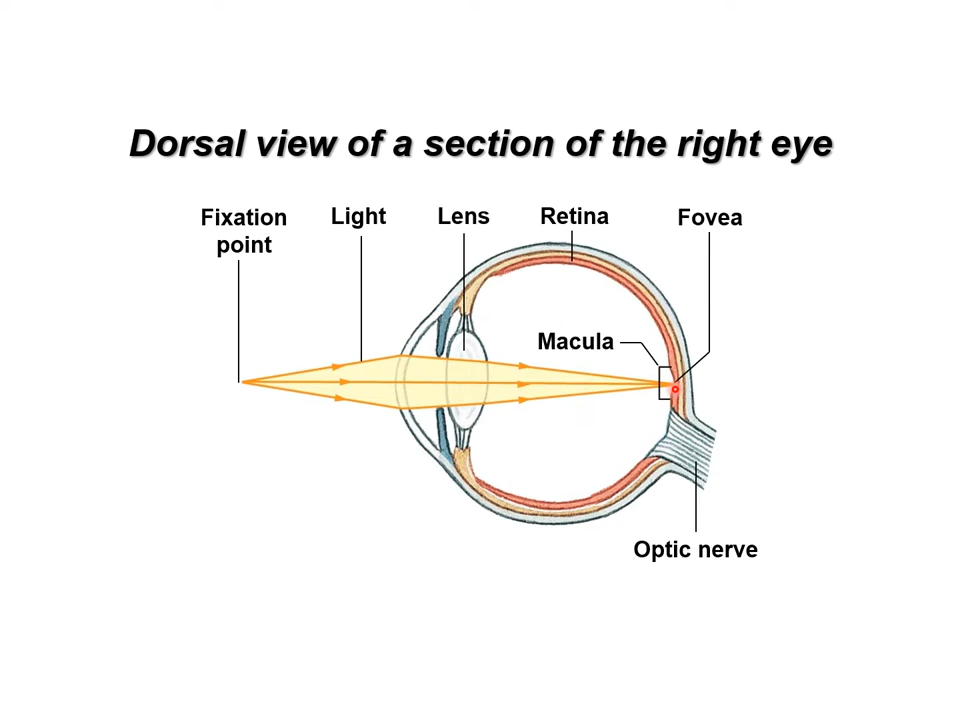 Dorsal view of a section of the right eye
Fixation
point
Light
Lens
Retina
Fovea
Macula
Optic nerve